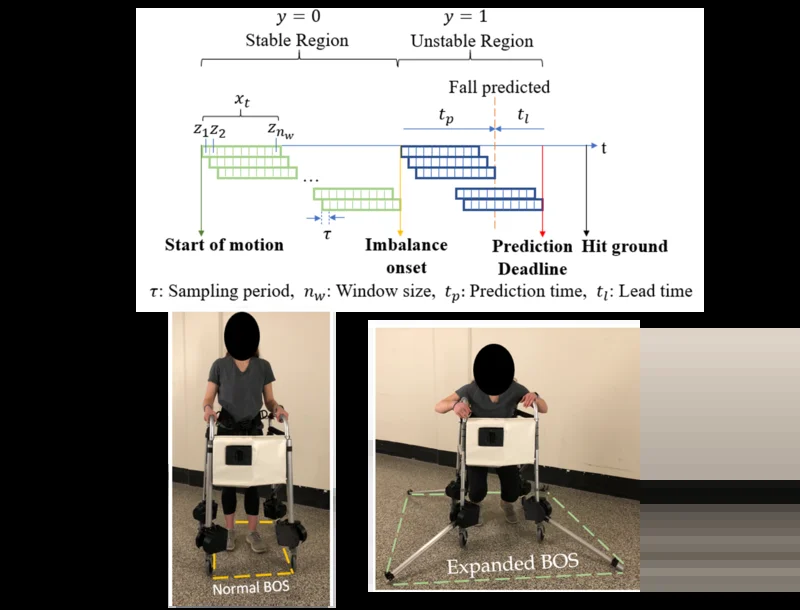 y = 0 y = 1
Stable Region Unstable Region
Fall predicted
x_t t_p t_l
z_1 z_2 z_{n_w} t
...
τ
Start of motion Imbalance onset Prediction Deadline Hit ground
τ: Sampling period, n_w: Window size, t_p: Prediction time, t_l: Lead time
Normal BOS
Expanded BOS